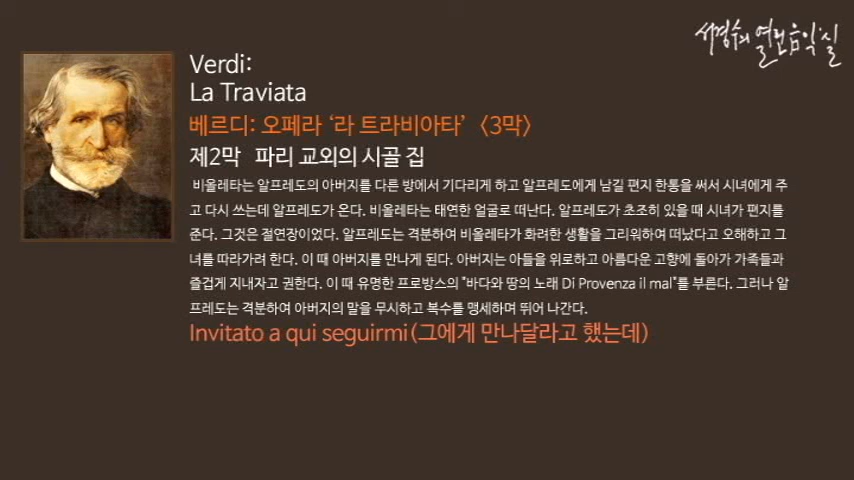 서경수의 열린음악실
Verdi:
La Traviata
베르디: 오페라 ‘라 트라비아타’ <3막>
제2막 파리 교외의 시골 집
비올레타는 알프레도의 아버지를 다른 방에서 기다리게 하고 알프레도에게 남길 편지 한통을 써서 시녀에게 주
고 다시 쓰는데 알프레도가 온다. 비올레타는 태연한 얼굴로 떠난다. 알프레도가 초조히 있을 때 시녀가 편지를
준다. 그것은 절연장이었다. 알프레도는 격분하여 비올레타가 화려한 생활을 그리워하여 떠났다고 오해하고 그
녀를 따라가려 한다. 이 때 아버지를 만나게 된다. 아버지는 아들을 위로하고 아름다운 고향에 돌아가 가족들과
즐겁게 지내자고 권한다. 이 때 유명한 프로방스의 "바다와 땅의 노래 Di Provenza il mal"를 부른다. 그러나 알
프레도는 격분하여 아버지의 말을 무시하고 복수를 맹세하며 뛰어 나간다.
Invitato a qui seguirmi(그에게 만나달라고 했는데)